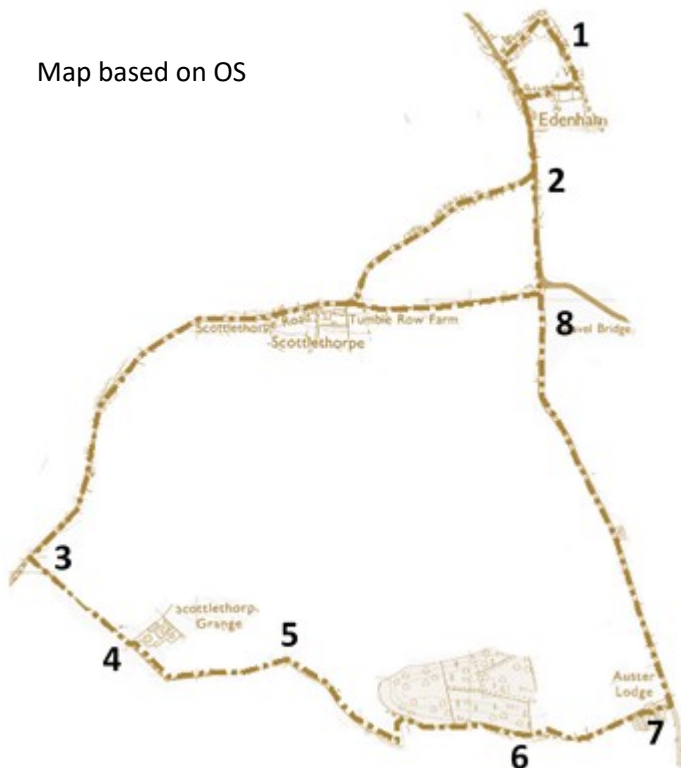 Map based on OS
1
Edenham
2
8
Scottlethorpe Road
Tumble Row Farm
Scottlethorpe
3
Scottlethorpe
Grange
4
5
Auster
Lodge
7
6